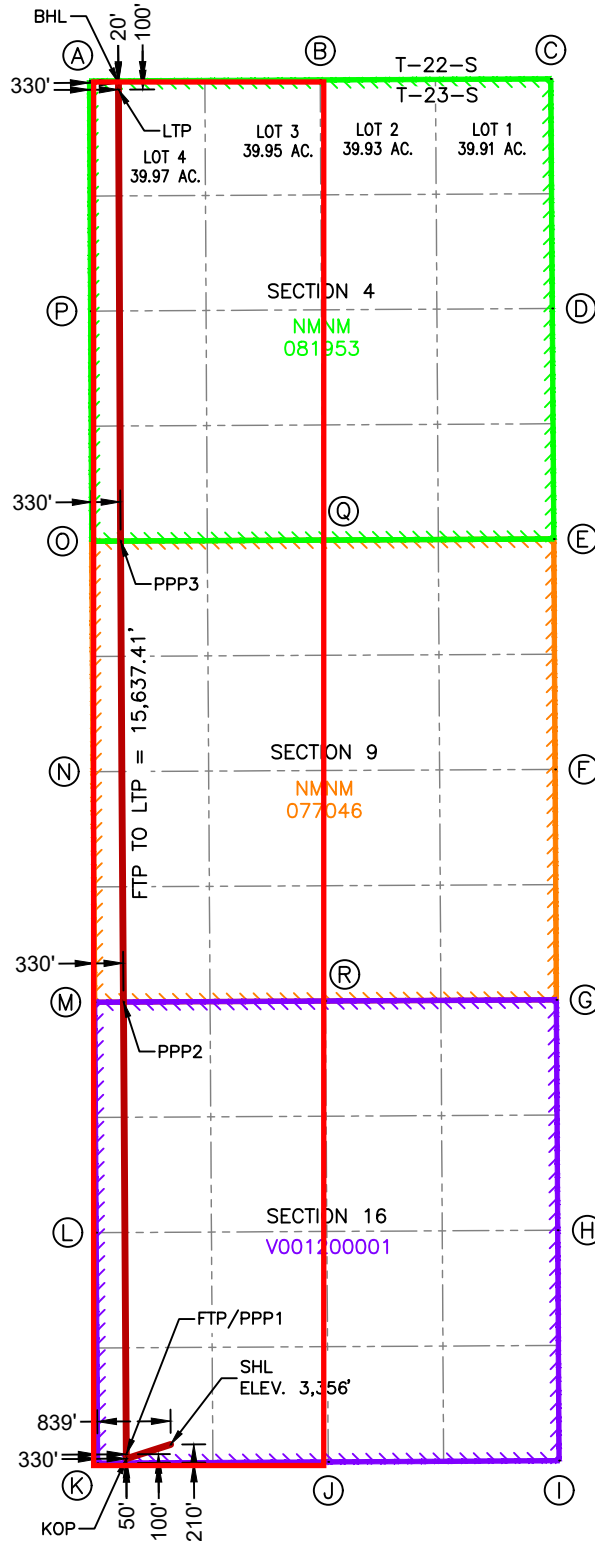 BHL
20'
100'
A
B
C
T-22-S
T-23-S
330'
LTP
LOT 4
39.97 AC.
LOT 3
39.95 AC.
LOT 2
39.93 AC.
LOT 1
39.91 AC.
SECTION 4
NMNM
081953
P
D
330'
Q
O
E
PPP3
FTP TO LTP = 15,637.41'
SECTION 9
NMNM
077046
N
F
330'
R
M
G
PPP2
SECTION 16
V001200001
L
H
FTP/PPP1
SHL
ELEV. 3,356'
839'
330'
K
J
I
KOP
50'
100'
210'